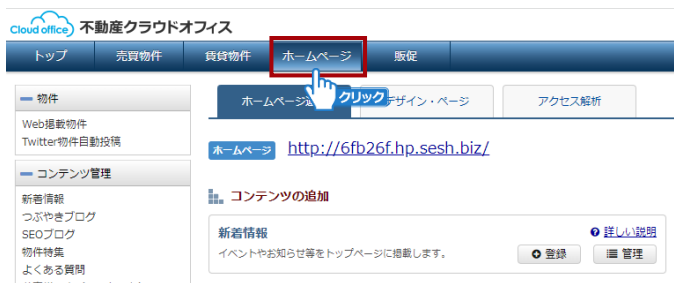 Cloud office 不動産クラウドオフィス
トップ 売買物件 賃貸物件 ホームページ 販促
物件
Web掲載物件
Twitter物件自動投稿
コンテンツ管理
新着情報
つぶやきブログ
SEOブログ
物件特集
よくある質問
ホームページ クリック デザイン・ページ アクセス解析
ホームページ http://6fb26f.hp.sesh.biz/
コンテンツの追加
新着情報 詳しい説明
イベントやお知らせ等をトップページに掲載します。 登録 管理